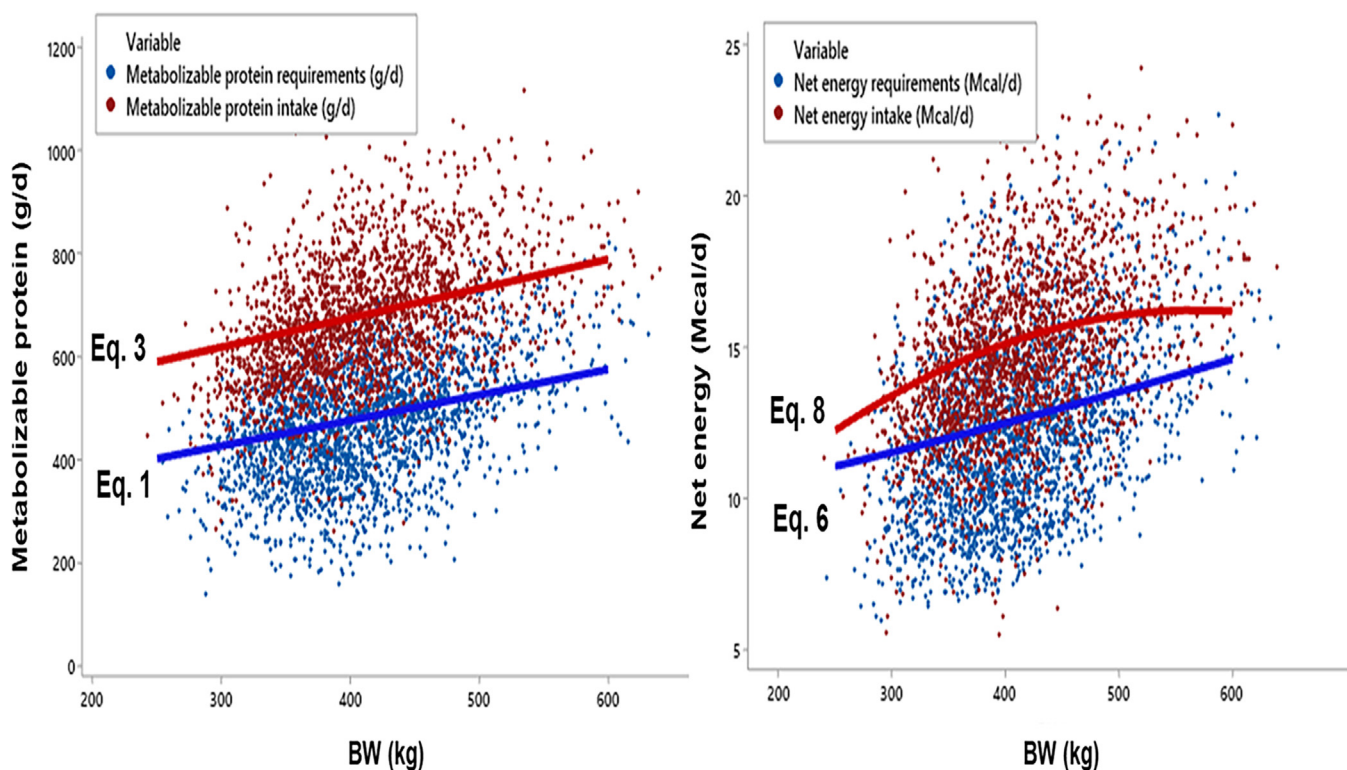 Variable
Metabolizable protein requirements (g/d)
Metabolizable protein intake (g/d)
Metabolizable protein (g/d)
1200
1000
800
600
400
200
0
Eq. 3
Eq. 1
200
300
400
500
600
BW (kg)
Variable
Net energy requirements (Mcal/d)
Net energy intake (Mcal/d)
Net energy (Mcal/d)
25
20
15
10
5
Eq. 8
Eq. 6
200
300
400
500
600
BW (kg)